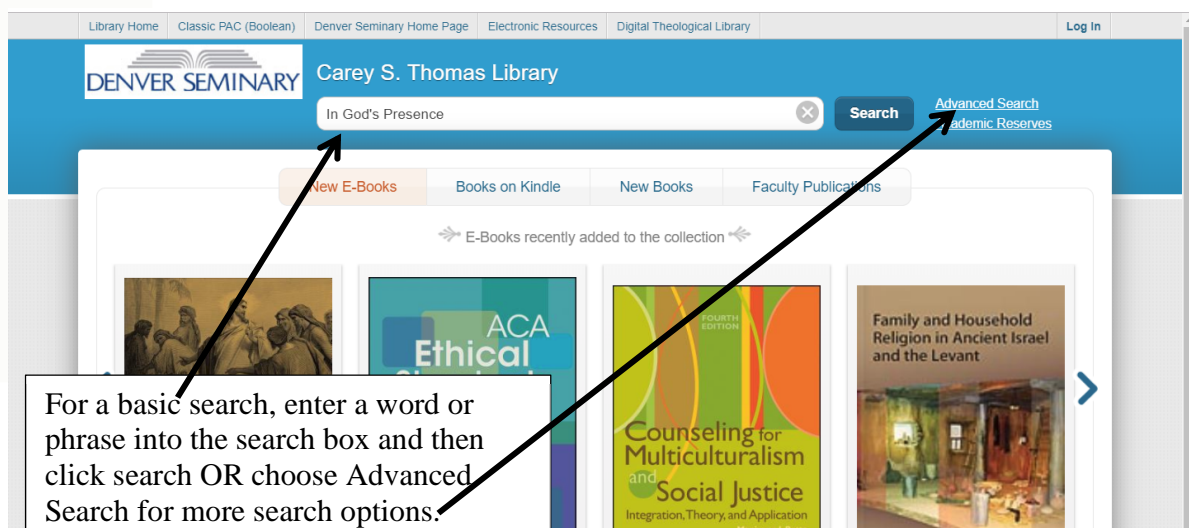 Library Home Classic PAC (Boolean) Denver Seminary Home Page Electronic Resources Digital Theological Library Log In
DENVER SEMINARY
Carey S. Thomas Library
In God's Presence
Search
Advanced Search
Academic Reserves
New E-Books Books on Kindle New Books Faculty Publications
E-Books recently added to the collection
ACA
Ethical
FOURTH
EDITION
Counseling for
Multiculturalism
and
Social Justice
Integration, Theory, and Application
Family and Household
Religion in Ancient Israel
and the Levant
For a basic search, enter a word or
phrase into the search box and then
click search OR choose Advanced
Search for more search options.